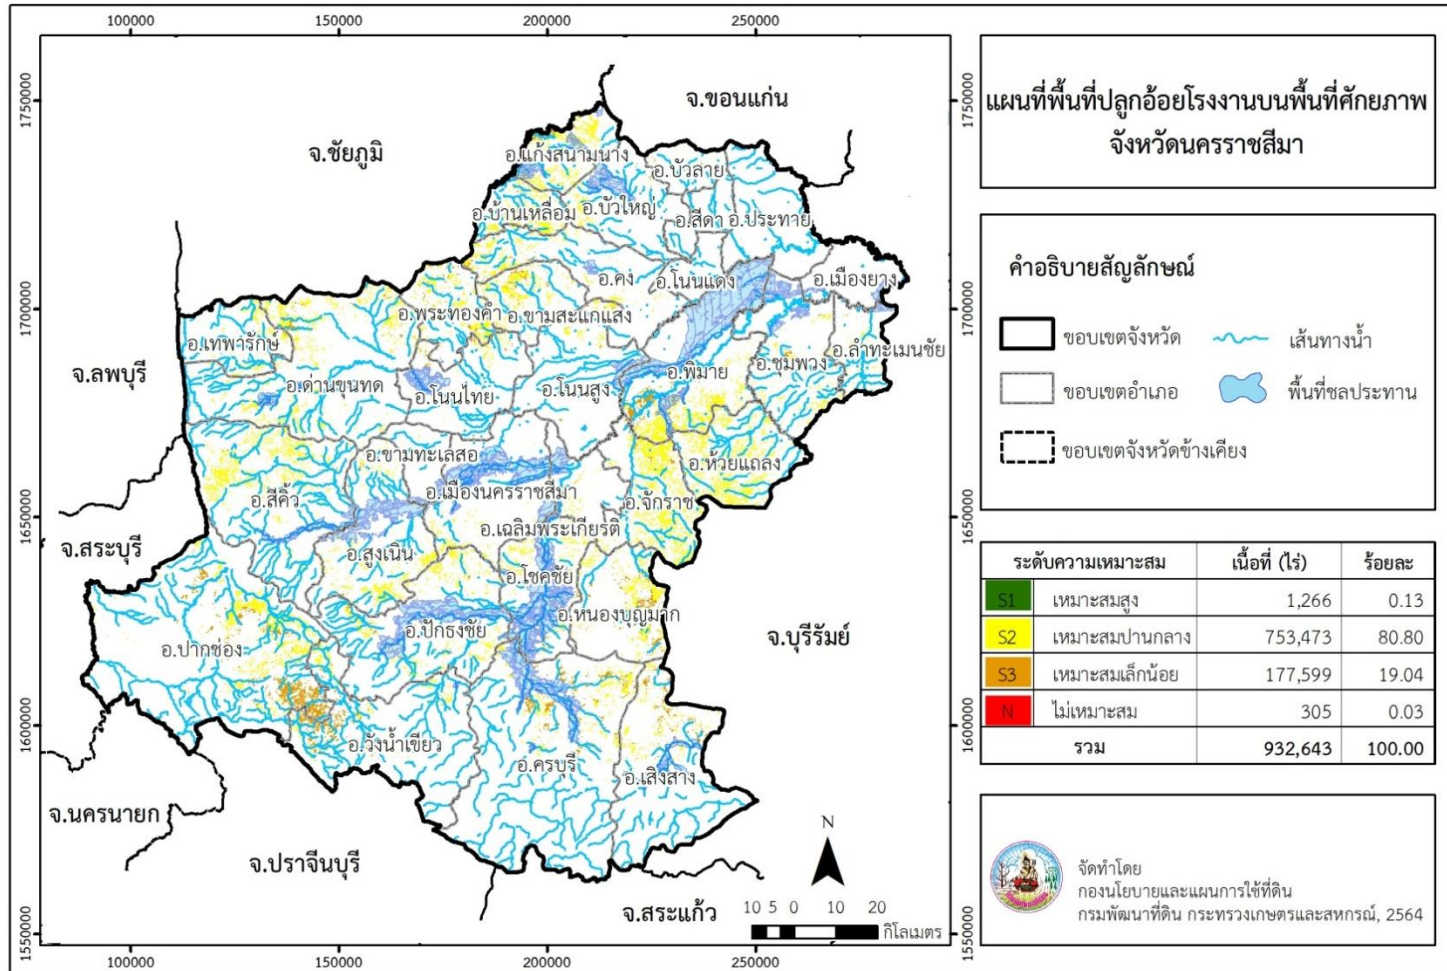 100000 150000 200000 250000
1750000
1700000
1650000
1600000
1550000
จ.ขอนแก่น
จ.ชัยภูมิ
อ.แก้งสนามนาง
อ.บัวลาย
อ.บ้านเหลื่อม
อ.บัวใหญ่
อ.สีดา
อ.ประทาย
อ.คง
อ.โนนแดง
อ.เมืองยาง
อ.พระทองคำ
อ.ขามสะแกแสง
อ.เทพารักษ์
จ.ลพบุรี
อ.ด่านขุนทด
อ.โนนไทย
อ.โนนสูง
อ.พิมาย
อ.ชุมพวง
อ.ลำทะเมนชัย
อ.ขามทะเลสอ
อ.ห้วยแถลง
อ.สีคิ้ว
อ.เมืองนครราชสีมา
อ.จักราช
อ.เฉลิมพระเกียรติ
จ.สระบุรี
อ.สูงเนิน
อ.โชคชัย
อ.หนองบุญมาก
อ.ปักธงชัย
จ.บุรีรัมย์
อ.ปากช่อง
อ.วังน้ำเขียว
อ.ครบุรี
อ.เสิงสาง
จ.นครนายก
จ.ปราจีนบุรี
จ.สระแก้ว
N
10 5 0 10 20
กิโลเมตร
1750000
1700000
1650000
1600000
1550000
100000 150000 200000 250000
แผนที่พื้นที่ปลูกอ้อยโรงงานบนพื้นที่ศักยภาพ
จังหวัดนครราชสีมา
คำอธิบายสัญลักษณ์
ขอบเขตจังหวัด เส้นทางน้ำ
ขอบเขตอำเภอ พื้นที่ชลประทาน
ขอบเขตจังหวัดข้างเคียง
ระดับความเหมาะสม เนื้อที่ (ไร่) ร้อยละ
S1 เหมาะสมสูง 1,266 0.13
S2 เหมาะสมปานกลาง 753,473 80.80
S3 เหมาะสมเล็กน้อย 177,599 19.04
N ไม่เหมาะสม 305 0.03
รวม 932,643 100.00
จัดทำโดย
กองนโยบายและแผนการใช้ที่ดิน
กรมพัฒนาที่ดิน กระทรวงเกษตรและสหกรณ์, 2564